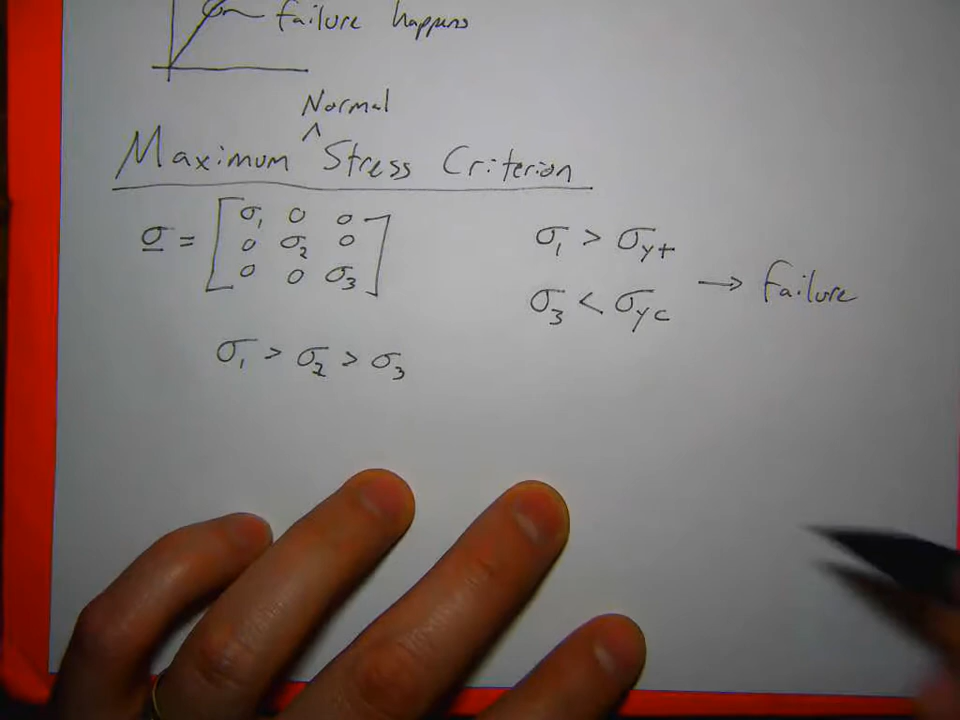 failure happens
Normal
Maximum ^ Stress Criterion
σ = [σ₁ 0 0
0 σ₂ 0
0 0 σ₃]
σ₁ > σ₂ > σ₃
σ₁ > σyt
σ₃ < σyc
→ failure